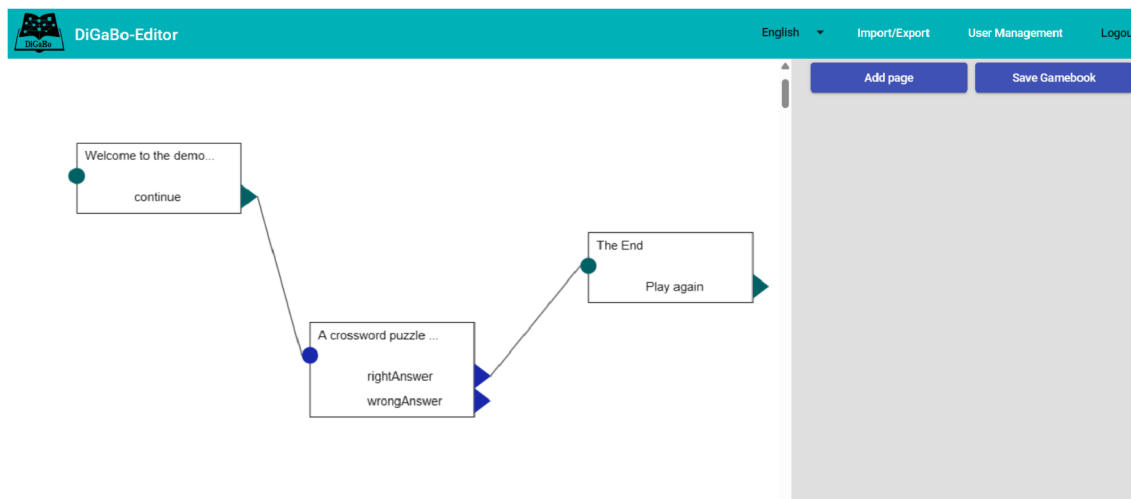 DiGaBo
DiGaBo-Editor
English
Import/Export
User Management
Logou
Add page
Save Gamebook
Welcome to the demo...
continue
The End
Play again
A crossword puzzle ...
rightAnswer
wrongAnswer